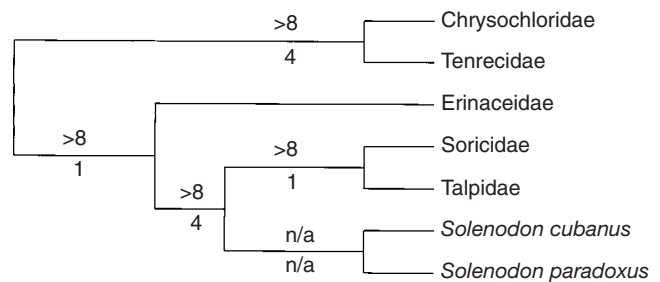 >8
4
Chrysochloridae
Tenrecidae
Erinaceidae
>8
1
>8
1
Soricidae
Talpidae
>8
4
n/a
n/a
Solenodon cubanus
Solenodon paradoxus